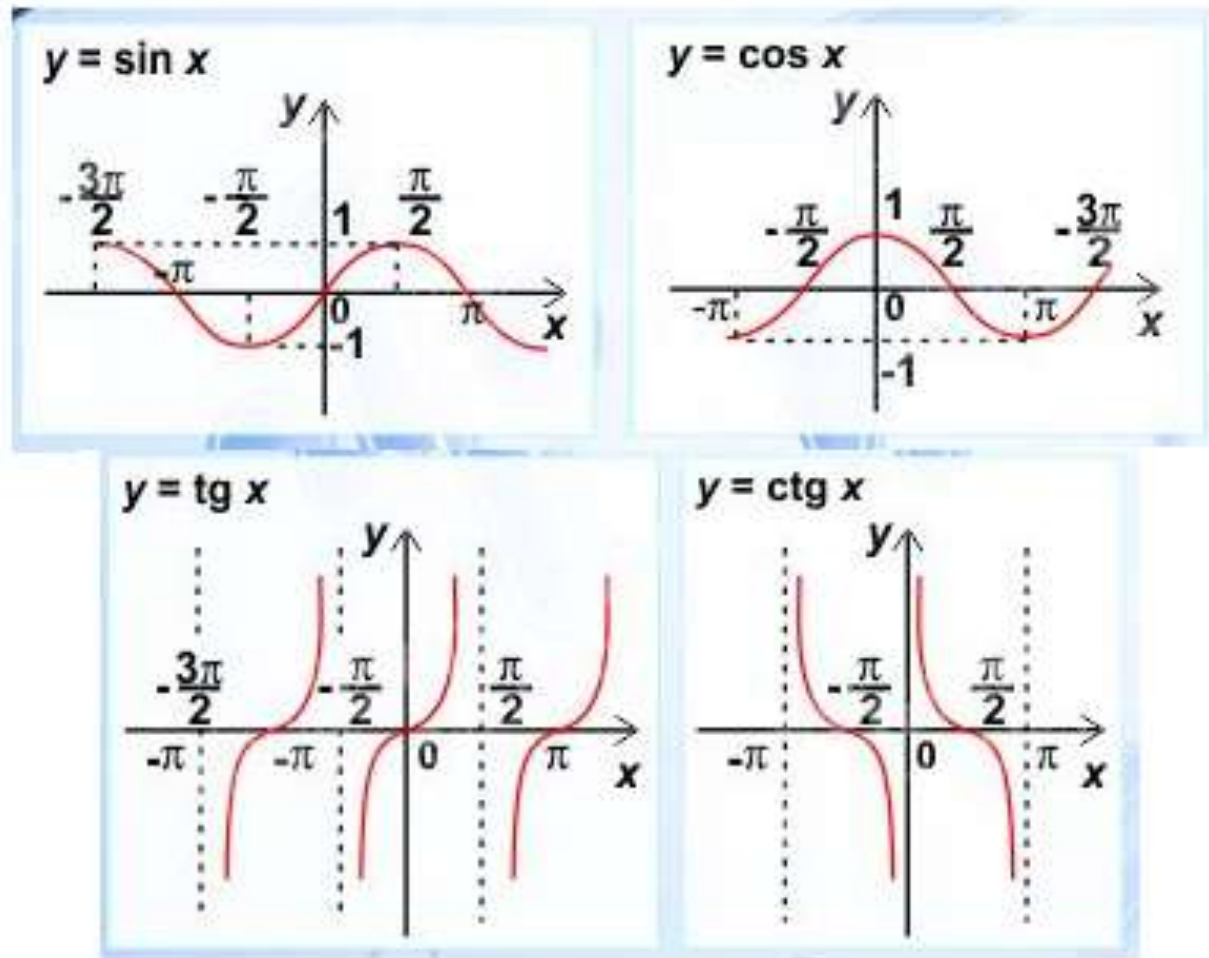 y = sin x
y
-3π/2
-π/2
1
π/2
-π
0
π
x
-1
y = cos x
y
-π/2
1
π/2
-3π/2
-π
0
π
x
-1
y = tg x
y
-3π/2
-π/2
π/2
-π
-π
0
π
x
y = ctg x
y
-π/2
π/2
-π
0
π
x